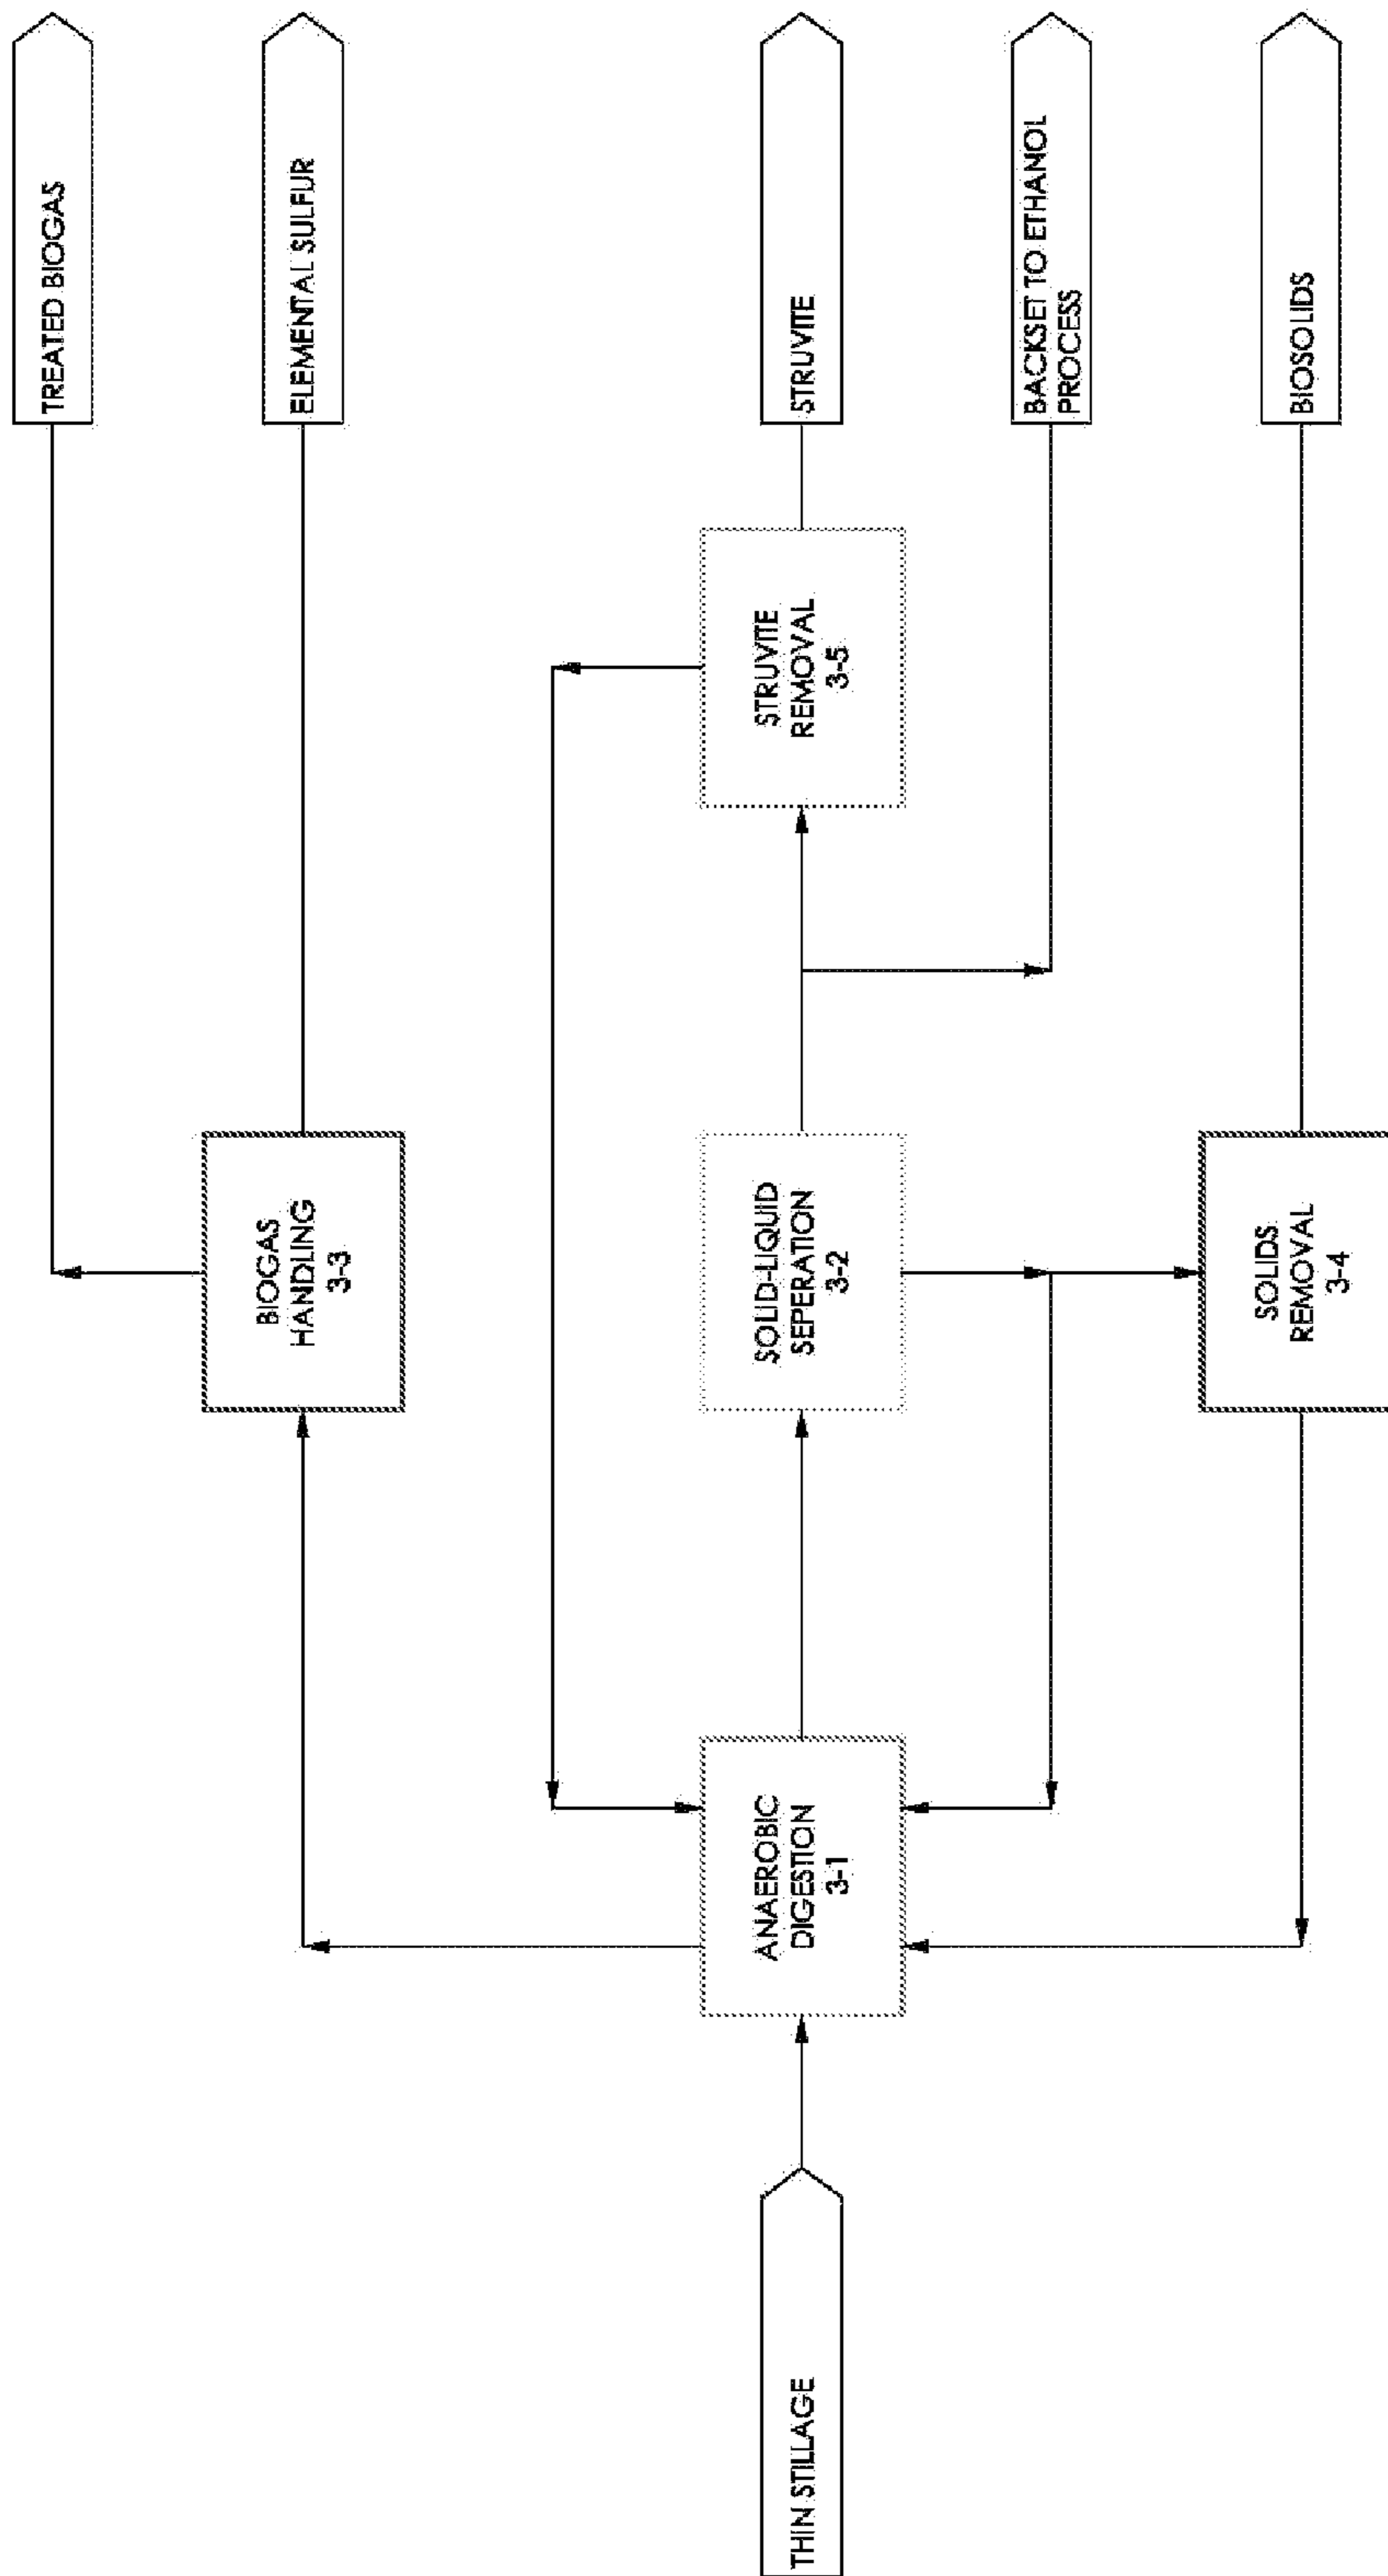 TREATED BIOGAS
ELEMENTAL SULFUR
BIOGAS
HANDLING
3-3
STRUVITE
STRUVITE
REMOVAL
3-5
BACKSET TO ETHANOL
PROCESS
BIOSOLIDS
SOLID-LIQUID
SEPERATION
3-2
SOLIDS
REMOVAL
3-4
ANAEROBIC
DIGESTION
3-1
THIN STILLAGE